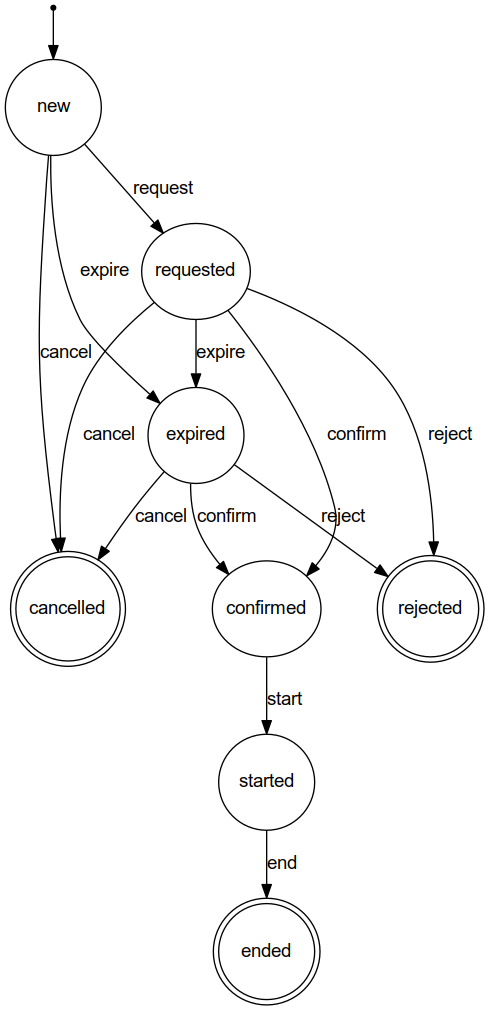 new
request
expire
requested
cancel
expire
cancel
expired
confirm
reject
cancel
confirm
reject
cancelled
confirmed
rejected
start
started
end
ended